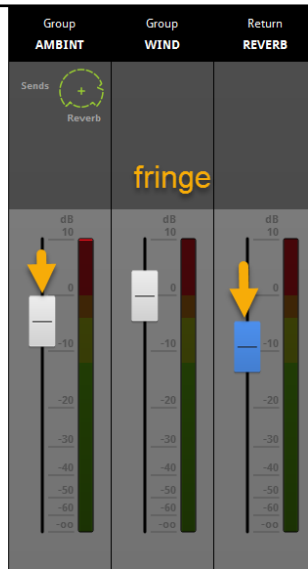 Group Group Return
AMBINT WIND REVERB
Sends
Reverb
fringe
dB dB dB
10 10 10
0 0 0
-10 -10 -10
-20 -20 -20
-30 -30 -30
-40 -40 -40
-50 -50 -50
-60 -60 -60
-oo -oo -oo